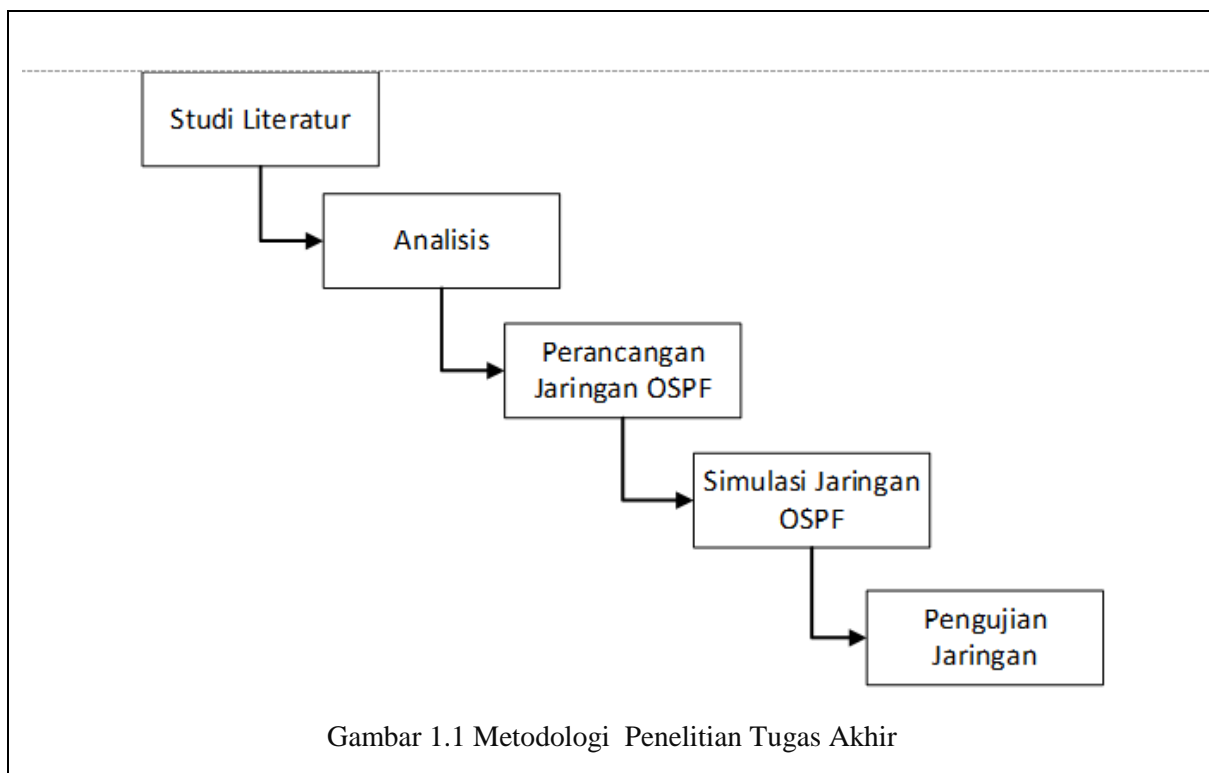 Studi Literatur
Analisis
Perancangan
Jaringan OSPF
Simulasi Jaringan
OSPF
Pengujian
Jaringan
Gambar 1.1 Metodologi  Penelitian Tugas Akhir